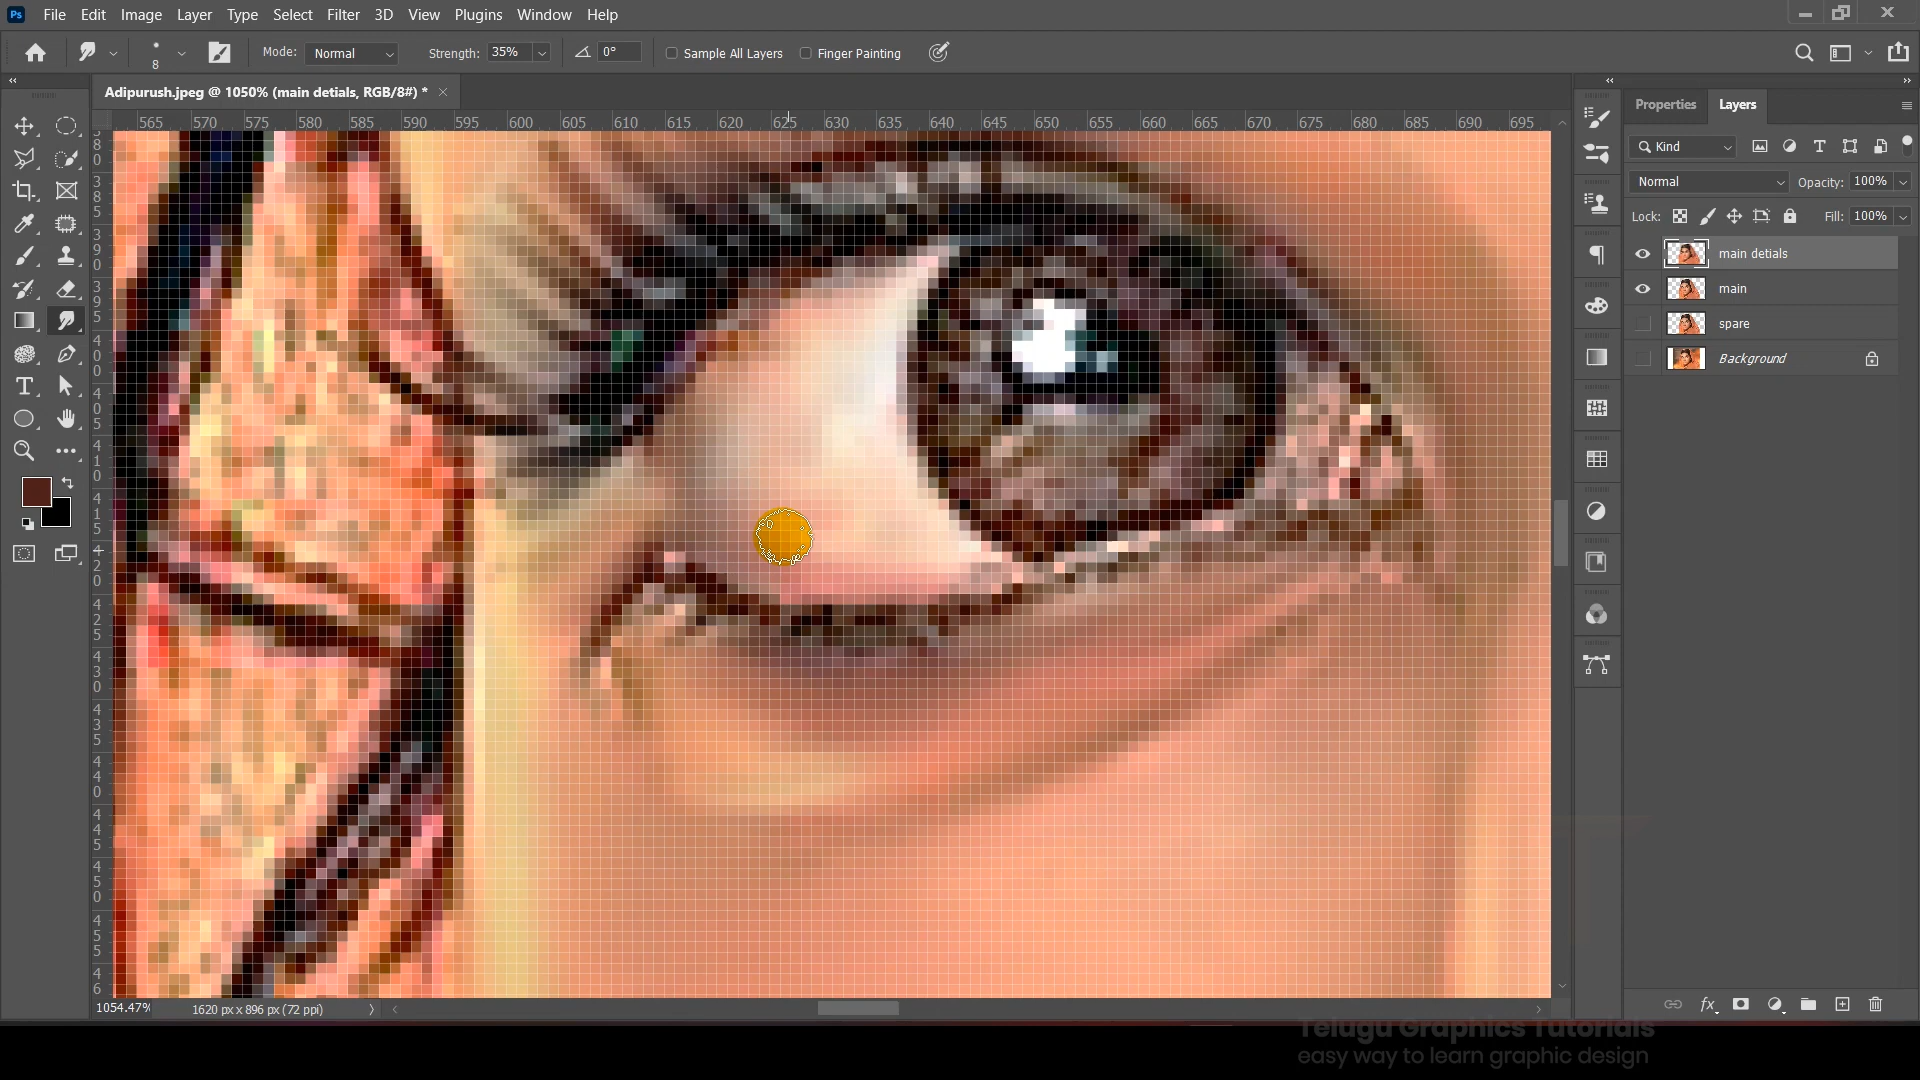 Ps File Edit Image Layer Type Select Filter 3D View Plugins Window Help
8 Mode: Normal Strength: 35% 0° Sample All Layers Finger Painting
Adipurush.jpeg @ 1050% (main detials, RGB/8#) *
565 570 575 580 585 590 595 600 605 610 615 620 625 630 635 640 645 650 655 660 665 670 675 680 685 690 695
Properties Layers
Kind
Normal Opacity: 100%
Lock: Fill: 100%
main detials
main
spare
Background
1054.47% 1620 px x 896 px (72 ppi)
Telugu Graphics Tutorials
easy way to learn graphic design